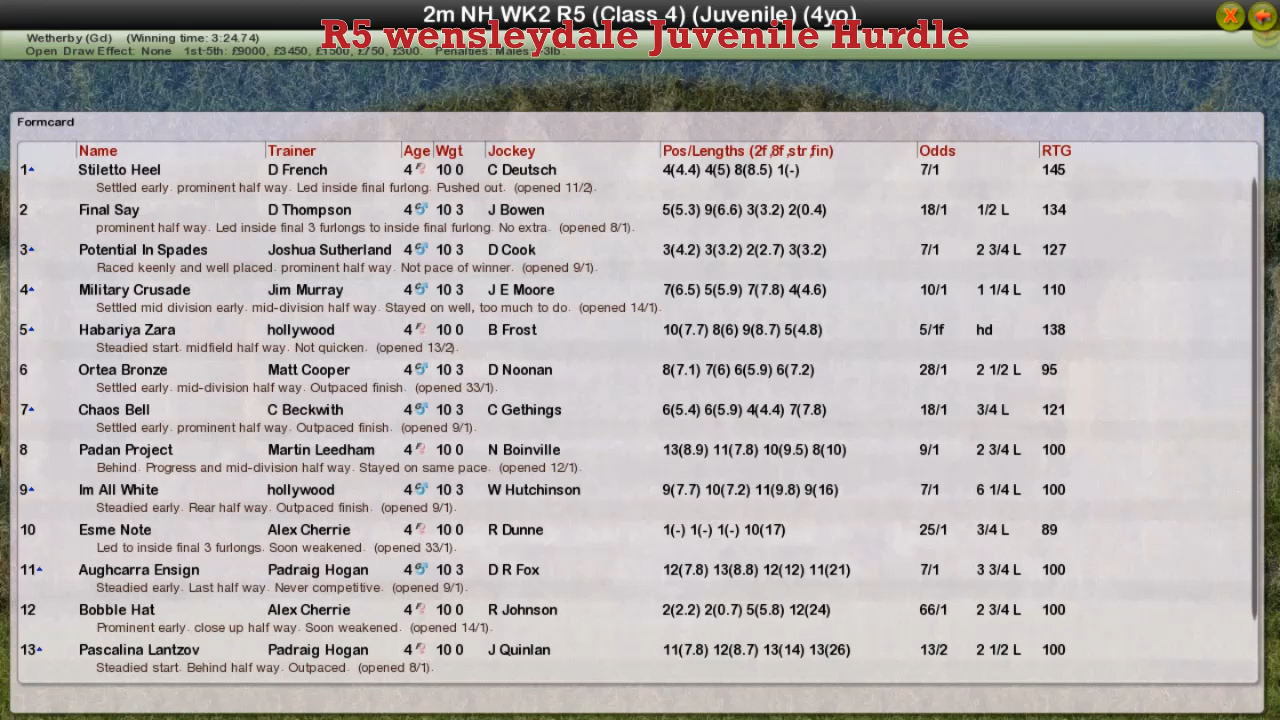 2m NH WK2 R5 (Class 4) (Juvenile) (4yo)
R5 wensleydale Juvenile Hurdle
Wetherby (Gd) (Winning time: 3:24.74)
Open Draw Effect: None 1st-5th: £9000, £3450, £1500, £750, £300. Penalties: Males +3lb
Formcard
Name Trainer Age Wgt Jockey Pos/Lengths (2f,8f,str,fin) Odds RTG
1 Stiletto Heel D French 4 10 0 C Deutsch 4(4.4) 4(5) 8(8.5) 1(-) 7/1 145
Settled early. prominent half way. Led inside final furlong. Pushed out. (opened 11/2).
2 Final Say D Thompson 4 10 3 J Bowen 5(5.3) 9(6.6) 3(3.2) 2(0.4) 18/1 1/2 L 134
prominent half way. Led inside final 3 furlongs to inside final furlong. No extra. (opened 8/1).
3 Potential In Spades Joshua Sutherland 4 10 3 D Cook 3(4.2) 3(3.2) 2(2.7) 3(3.2) 7/1 2 3/4 L 127
Raced keenly and well placed. prominent half way. Not pace of winner. (opened 9/1).
4 Military Crusade Jim Murray 4 10 3 J E Moore 7(6.5) 5(5.9) 7(7.8) 4(4.6) 10/1 1 1/4 L 110
Settled mid division early. mid-division half way. Stayed on well, too much to do. (opened 14/1).
5 Habariya Zara hollywood 4 10 0 B Frost 10(7.7) 8(6) 9(8.7) 5(4.8) 5/1f hd 138
Steadied start. midfield half way. Not quicken. (opened 13/2).
6 Ortea Bronze Matt Cooper 4 10 3 D Noonan 8(7.1) 7(6) 6(5.9) 6(7.2) 28/1 2 1/2 L 95
Settled early. mid-division half way. Outpaced finish. (opened 33/1).
7 Chaos Bell C Beckwith 4 10 3 C Gethings 6(5.4) 6(5.9) 4(4.4) 7(7.8) 18/1 3/4 L 121
Settled early. prominent half way. Outpaced finish. (opened 9/1).
8 Padan Project Martin Leedham 4 10 0 N Boinville 13(8.9) 11(7.8) 10(9.5) 8(10) 9/1 2 3/4 L 100
Behind. Progress and mid-division half way. Stayed on same pace. (opened 12/1).
9 Im All White hollywood 4 10 3 W Hutchinson 9(7.7) 10(7.2) 11(9.8) 9(16) 7/1 6 1/4 L 100
Steadied early. Rear half way. Outpaced finish. (opened 9/1).
10 Esme Note Alex Cherrie 4 10 0 R Dunne 1(-) 1(-) 1(-) 10(17) 25/1 3/4 L 89
Led to inside final 3 furlongs. Soon weakened. (opened 33/1).
11 Aughcarra Ensign Padraig Hogan 4 10 3 D R Fox 12(7.8) 13(8.8) 12(12) 11(21) 7/1 3 3/4 L 100
Steadied early. Last half way. Never competitive. (opened 9/1).
12 Bobble Hat Alex Cherrie 4 10 0 R Johnson 2(2.2) 2(0.7) 5(5.8) 12(24) 66/1 2 3/4 L 100
Prominent early. close up half way. Soon weakened. (opened 14/1).
13 Pascalina Lantzov Padraig Hogan 4 10 0 J Quinlan 11(7.8) 12(8.7) 13(14) 13(26) 13/2 2 1/2 L 100
Steadied start. Behind half way. Outpaced. (opened 8/1).